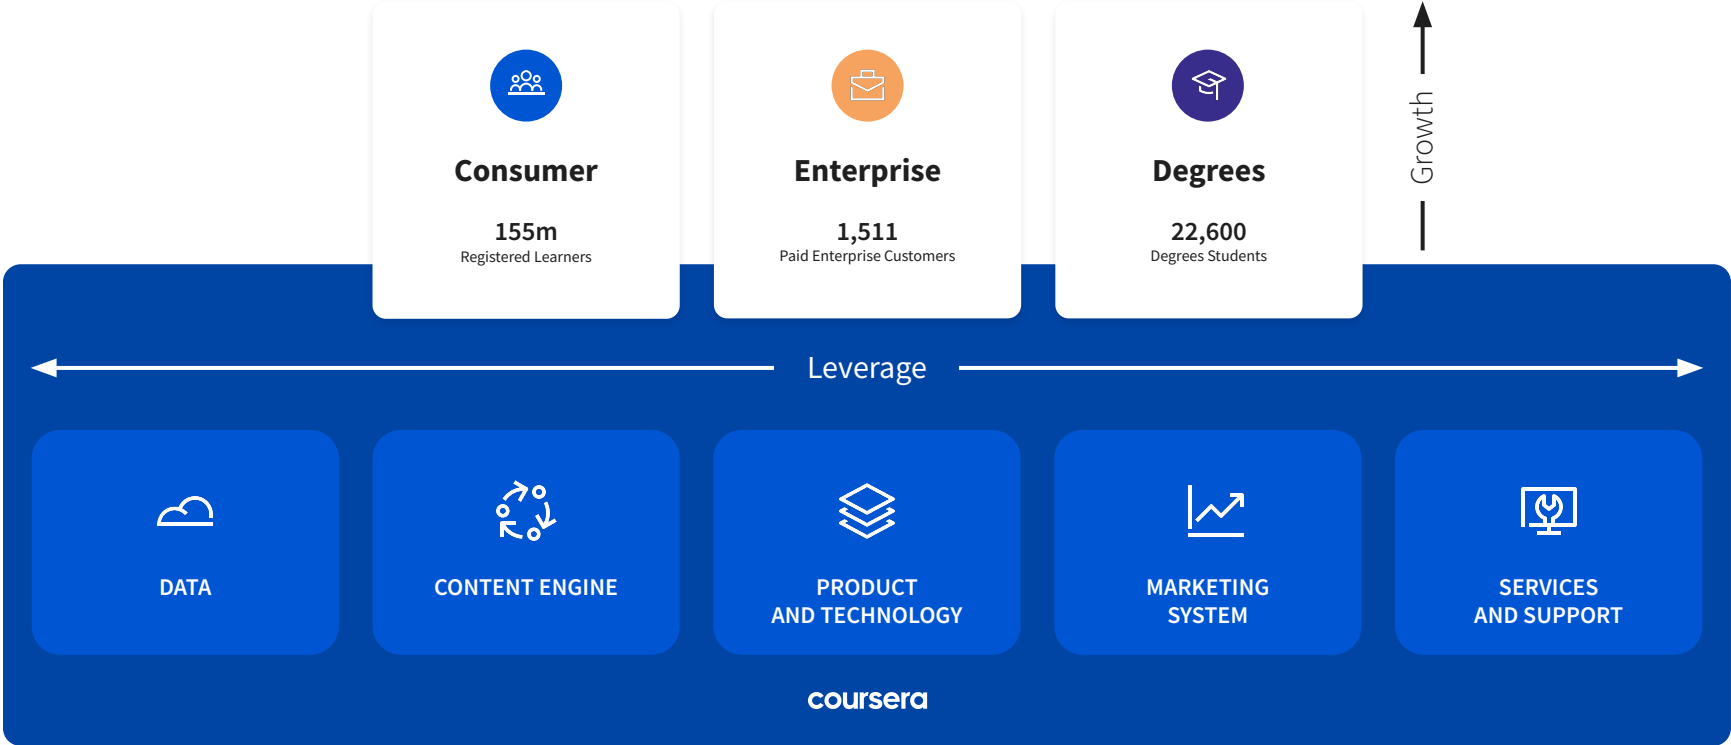 Consumer
155m
Registered Learners
Enterprise
1,511
Paid Enterprise Customers
Degrees
22,600
Degrees Students
Growth
Leverage
DATA
CONTENT ENGINE
PRODUCT
AND TECHNOLOGY
MARKETING
SYSTEM
SERVICES
AND SUPPORT
coursera